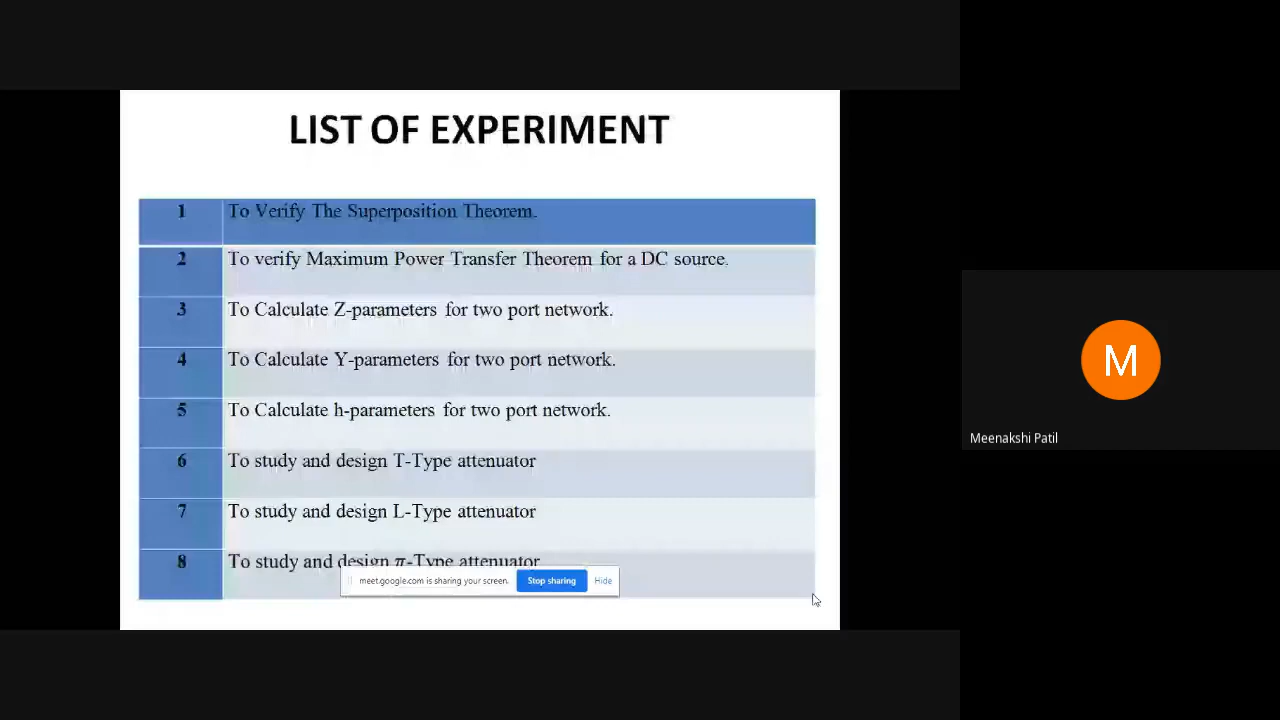 LIST OF EXPERIMENT
1 To Verify The Superposition Theorem.
2 To verify Maximum Power Transfer Theorem for a DC source.
3 To Calculate Z-parameters for two port network.
4 To Calculate Y-parameters for two port network.
5 To Calculate h-parameters for two port network.
6 To study and design T-Type attenuator
7 To study and design L-Type attenuator
8 To study and design π-Type attenuator
meet.google.com is sharing your screen. Stop sharing Hide
M
Meenakshi Patil